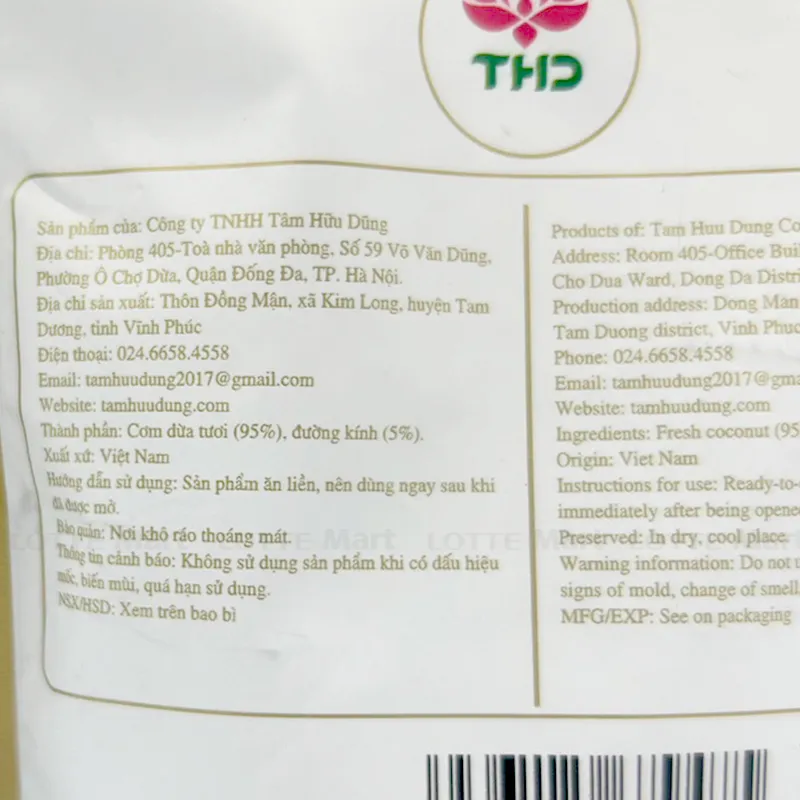 THD
Sản phẩm của: Công ty TNHH Tâm Hữu Dũng
Địa chỉ: Phòng 405-Toà nhà văn phòng, Số 59 Võ Văn Dũng,
Phường Ô Chợ Dừa, Quận Đống Đa, TP. Hà Nội.
Địa chỉ sản xuất: Thôn Đồng Mận, xã Kim Long, huyện Tam
Dương, tỉnh Vĩnh Phúc
Điện thoại: 024.6658.4558
Email: tamhuudung2017@gmail.com
Website: tamhuudung.com
Thành phần: Cơm dừa tươi (95%), đường kính (5%).
Xuất xứ: Việt Nam
Hướng dẫn sử dụng: Sản phẩm ăn liền, nên dùng ngay sau khi
đã được mở.
Bảo quản: Nơi khô ráo thoáng mát.
Thông tin cảnh báo: Không sử dụng sản phẩm khi có dấu hiệu
mốc, biến mùi, quá hạn sử dụng.
NSX/HSD: Xem trên bao bì
Products of: Tam Huu Dung Co
Address: Room 405-Office Buil
Cho Dua Ward, Dong Da Distri
Production address: Dong Man
Tam Duong district, Vinh Phuc
Phone: 024.6658.4558
Email: tamhuudung2017@gma
Website: tamhuudung.com
Ingredients: Fresh coconut (95
Origin: Viet Nam
Instructions for use: Ready-to-
immediately after being opene
Preserved: In dry, cool place
Warning information: Do not u
signs of mold, change of smell,
MFG/EXP: See on packaging
LOTTE Mart LOTTE Mart LOTTE Mart LOTTE Mart